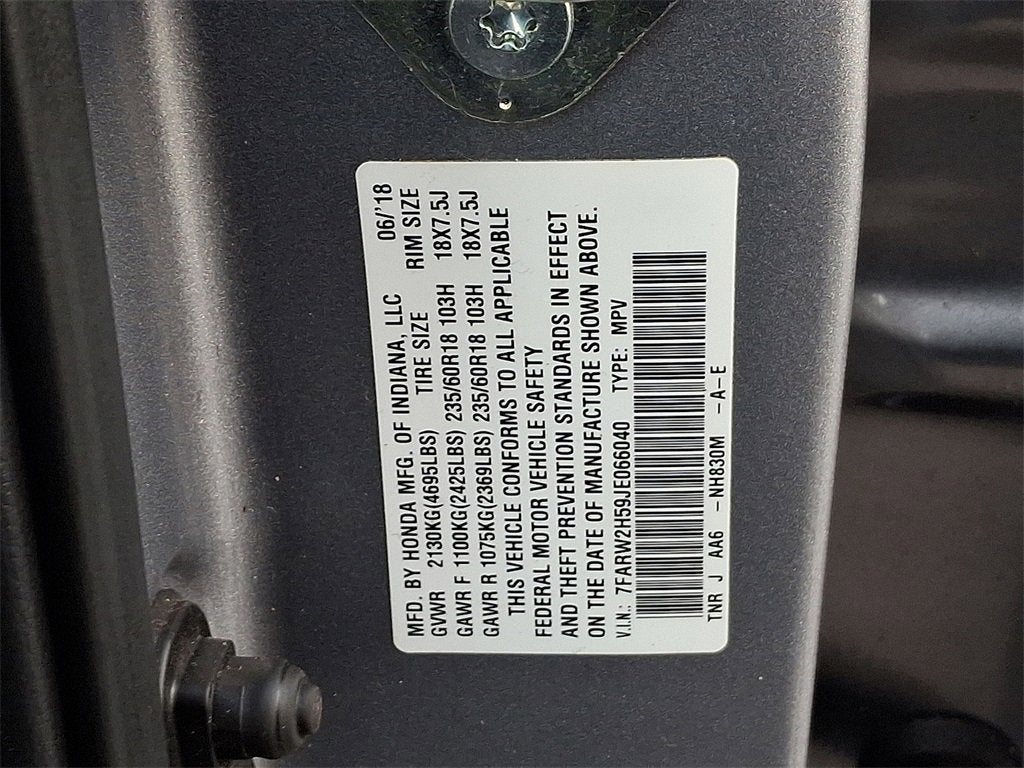 MFD. BY HONDA MFG. OF INDIANA, LLC 06/'18
GVWR 2130KG(4695LBS) TIRE SIZE RIM SIZE
GAWR F 1100KG(2425LBS) 235/60R18 103H 18X7.5J
GAWR R 1075KG(2369LBS) 235/60R18 103H 18X7.5J
THIS VEHICLE CONFORMS TO ALL APPLICABLE
FEDERAL MOTOR VEHICLE SAFETY
AND THEFT PREVENTION STANDARDS IN EFFECT
ON THE DATE OF MANUFACTURE SHOWN ABOVE.
V.I.N.: 7FARW2H59JE066040 TYPE: MPV
TNR J AA6 -NH830M -A-E